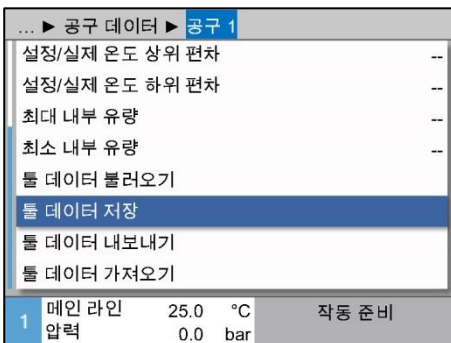 ... ► 공구 데이터 ► 공구 1
설정/실제 온도 상위 편차 --
설정/실제 온도 하위 편차 --
최대 내부 유량 --
최소 내부 유량 --
툴 데이터 불러오기
툴 데이터 저장
툴 데이터 내보내기
툴 데이터 가져오기
1 메인 라인 25.0 °C 작동 준비
압력 0.0 bar